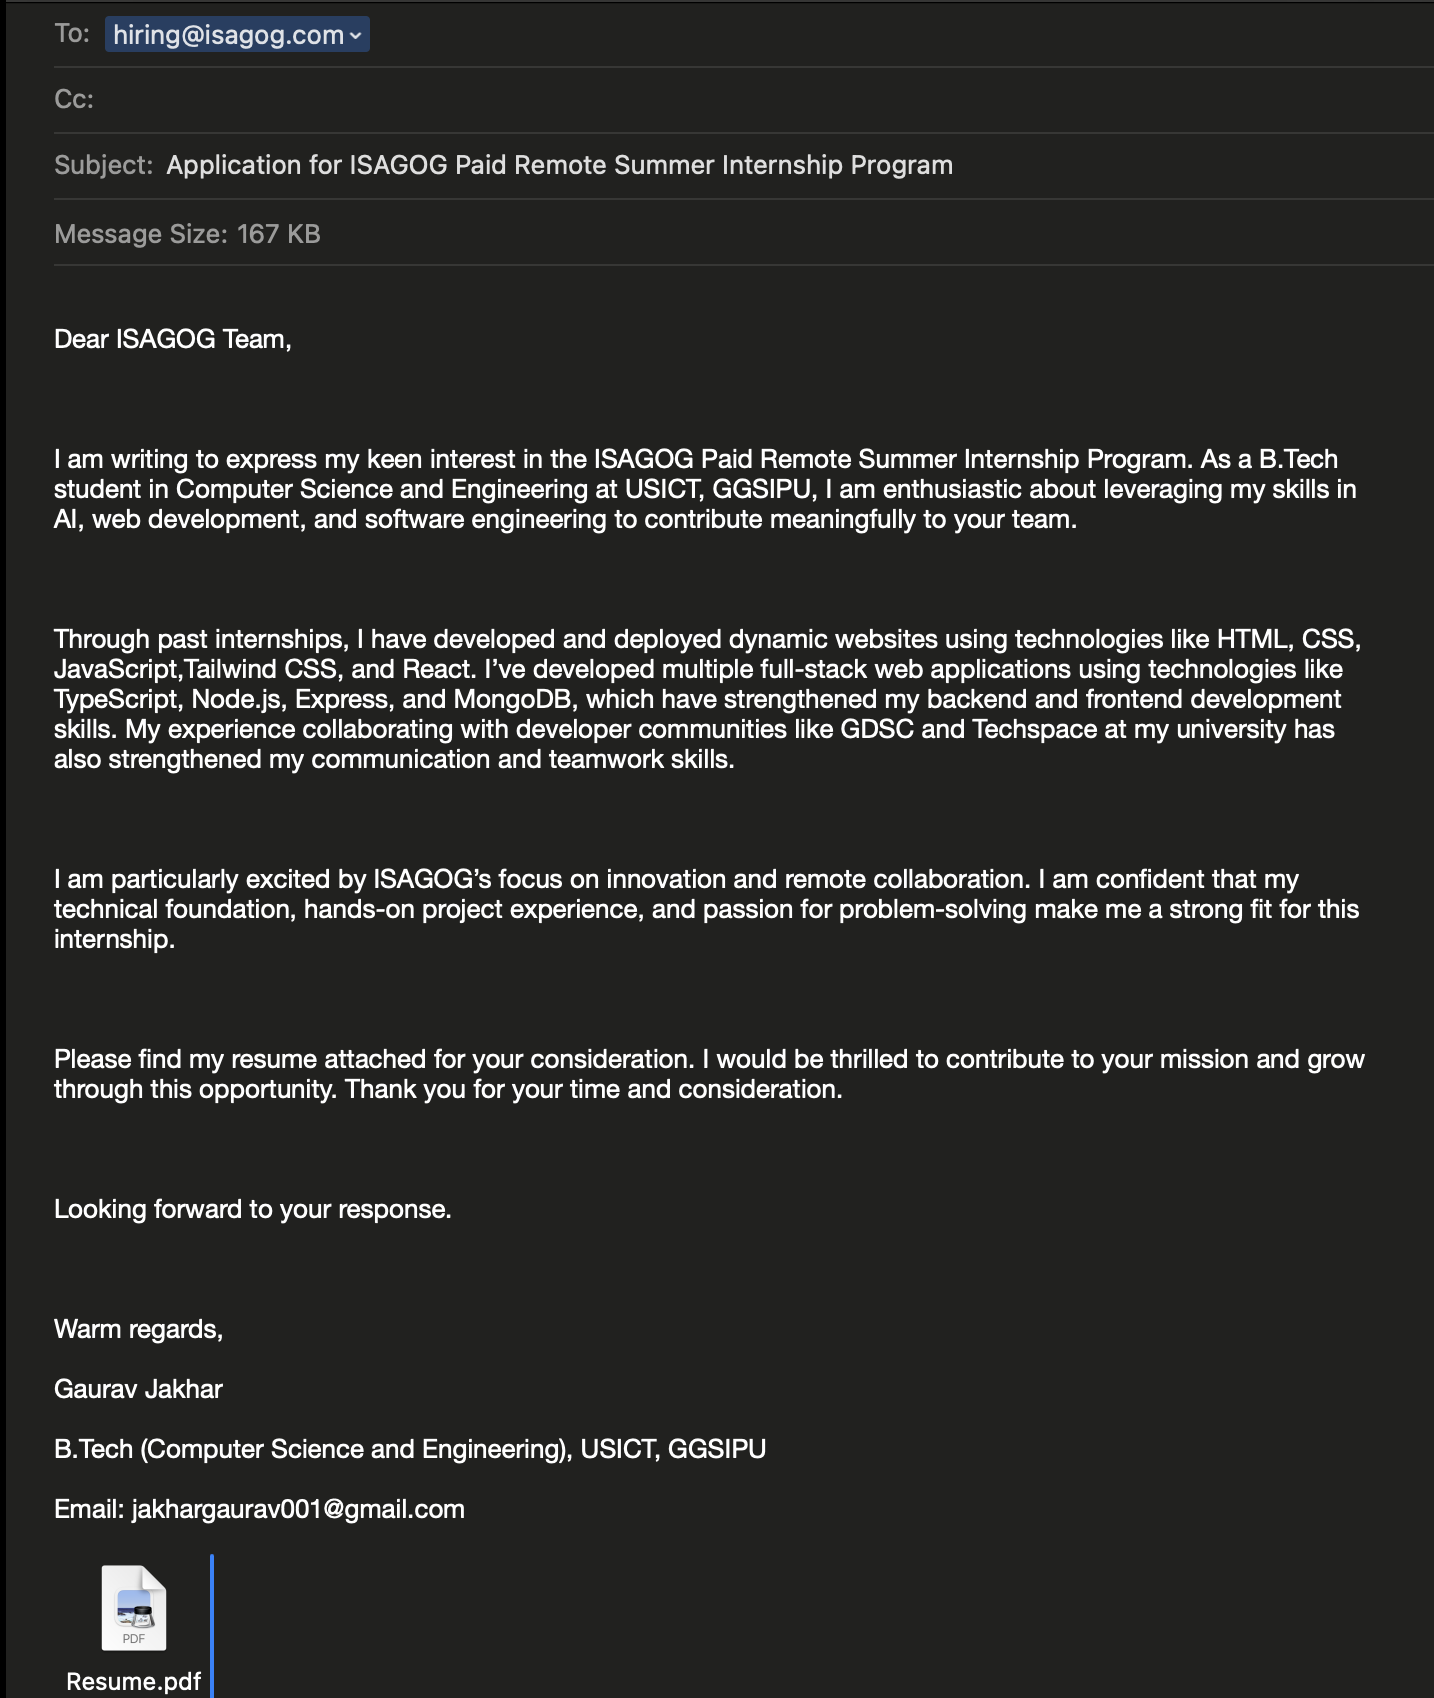 To: hiring@isagog.com
Cc:
Subject: Application for ISAGOG Paid Remote Summer Internship Program
Message Size: 167 KB
Dear ISAGOG Team,
I am writing to express my keen interest in the ISAGOG Paid Remote Summer Internship Program. As a B.Tech
student in Computer Science and Engineering at USICT, GGSIPU, I am enthusiastic about leveraging my skills in
AI, web development, and software engineering to contribute meaningfully to your team.
Through past internships, I have developed and deployed dynamic websites using technologies like HTML, CSS,
JavaScript,Tailwind CSS, and React. I’ve developed multiple full-stack web applications using technologies like
TypeScript, Node.js, Express, and MongoDB, which have strengthened my backend and frontend development
skills. My experience collaborating with developer communities like GDSC and Techspace at my university has
also strengthened my communication and teamwork skills.
I am particularly excited by ISAGOG’s focus on innovation and remote collaboration. I am confident that my
technical foundation, hands-on project experience, and passion for problem-solving make me a strong fit for this
internship.
Please find my resume attached for your consideration. I would be thrilled to contribute to your mission and grow
through this opportunity. Thank you for your time and consideration.
Looking forward to your response.
Warm regards,
Gaurav Jakhar
B.Tech (Computer Science and Engineering), USICT, GGSIPU
Email: jakhargaurav001@gmail.com
PDF
Resume.pdf